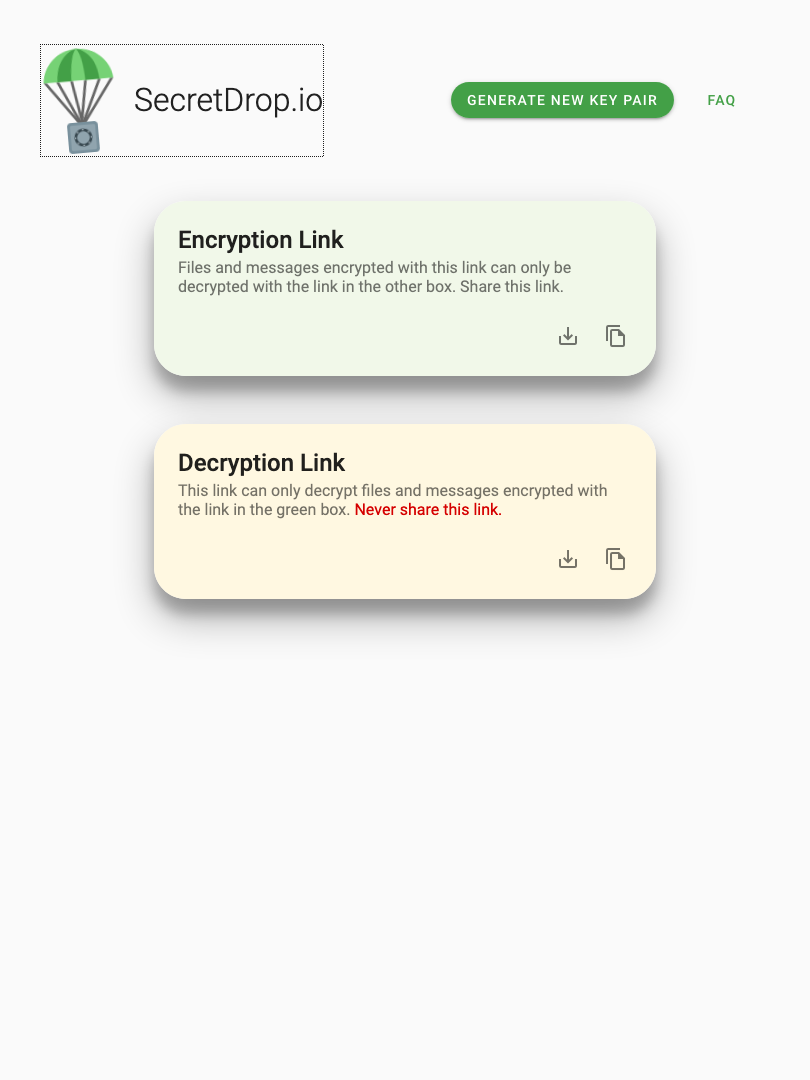 SecretDrop.io
GENERATE NEW KEY PAIR
FAQ
Encryption Link
Files and messages encrypted with this link can only be
decrypted with the link in the other box. Share this link.
Decryption Link
This link can only decrypt files and messages encrypted with
the link in the green box. Never share this link.